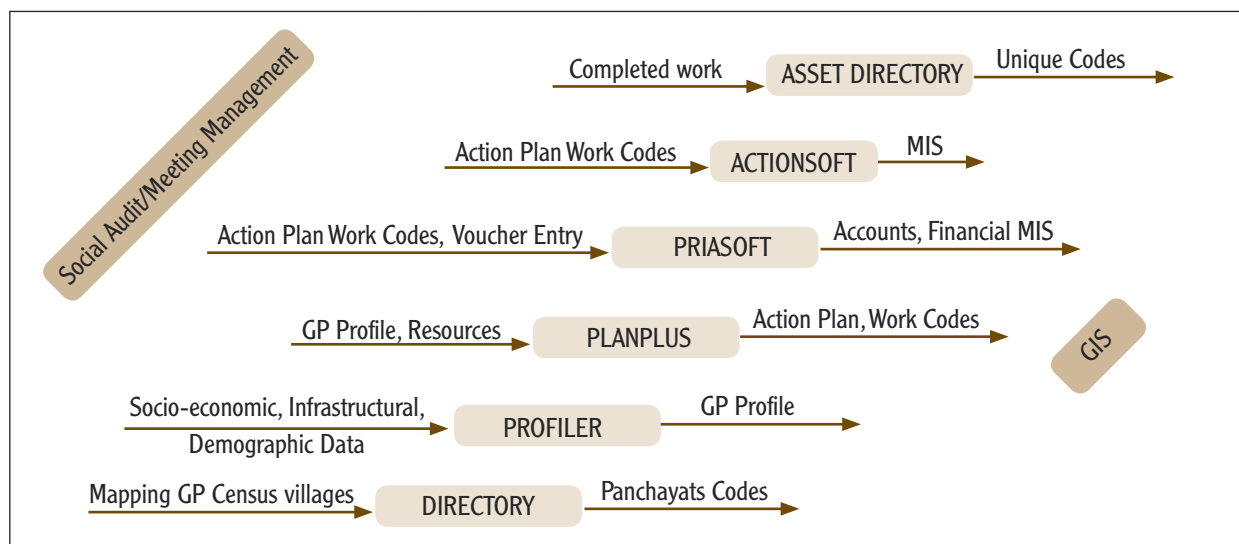 Social Audit/Meeting Management
Completed work
ASSET DIRECTORY
Unique Codes
Action Plan Work Codes
ACTIONSOFT
MIS
Action Plan Work Codes, Voucher Entry
PRIASOFT
Accounts, Financial MIS
GP Profile, Resources
PLANPLUS
Action Plan, Work Codes
GIS
Socio-economic, Infrastructural,
Demographic Data
PROFILER
GP Profile
Mapping GP Census villages
DIRECTORY
Panchayats Codes